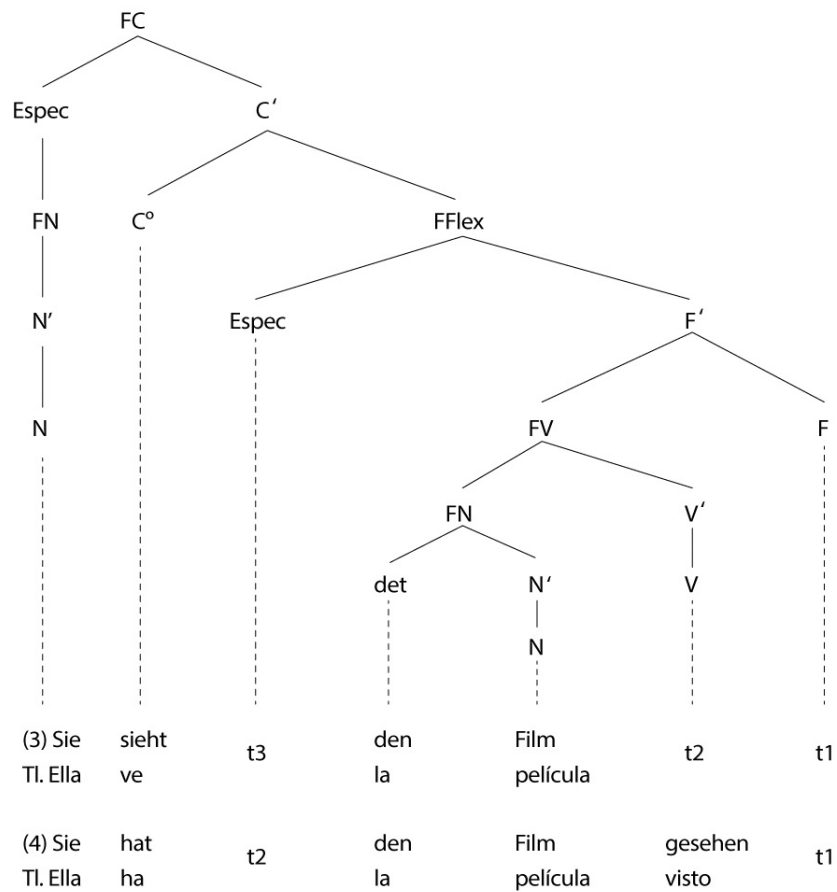 FC
Espec C‘
FN Cº FFlex
N’ Espec F‘
N FV F
FN V‘
det N‘ V
N
(3) Sie sieht t3 den Film t2 t1
Tl. Ella ve la película
(4) Sie hat t2 den Film gesehen t1
Tl. Ella ha la película visto